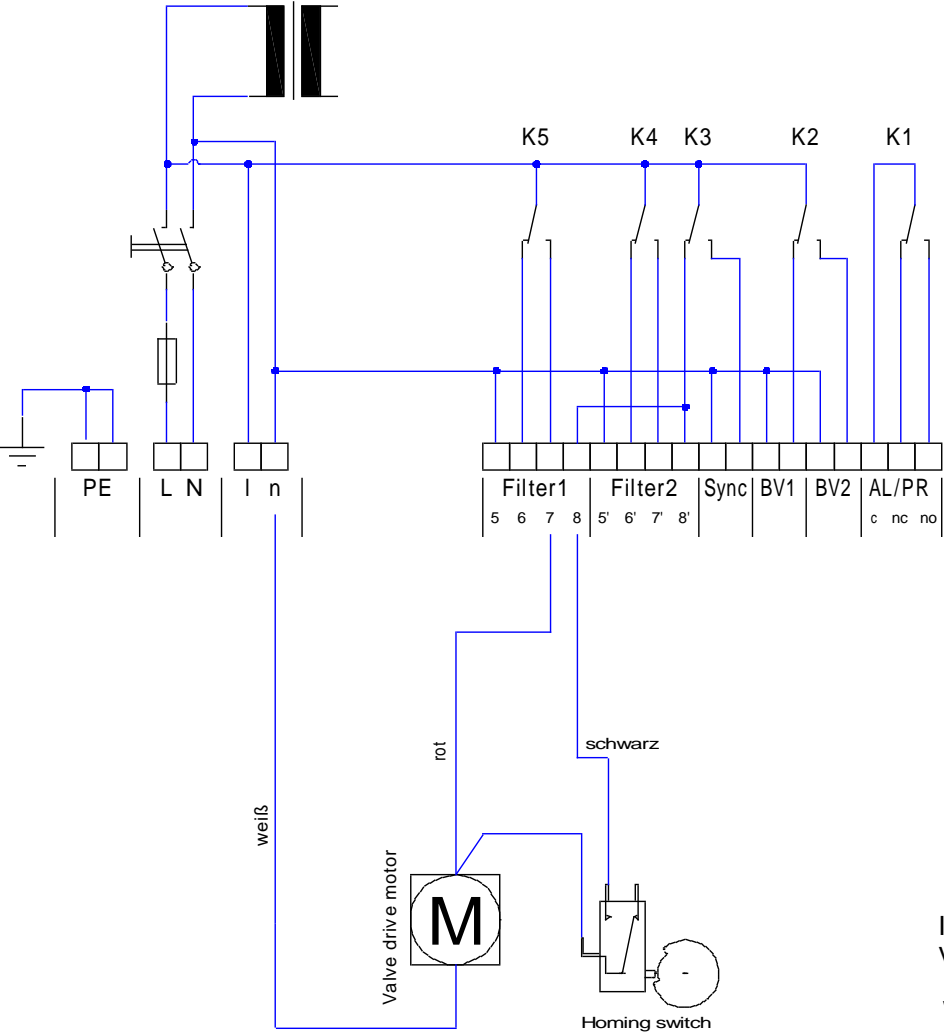 K5 K4 K3 K2 K1
PE L N l n Filter1 Filter2 Sync BV1 BV2 AL/PR
5 6 7 8 5' 6' 7' 8' c nc no
schwarz
rot
weiß
Valve drive motor
M
Homing switch